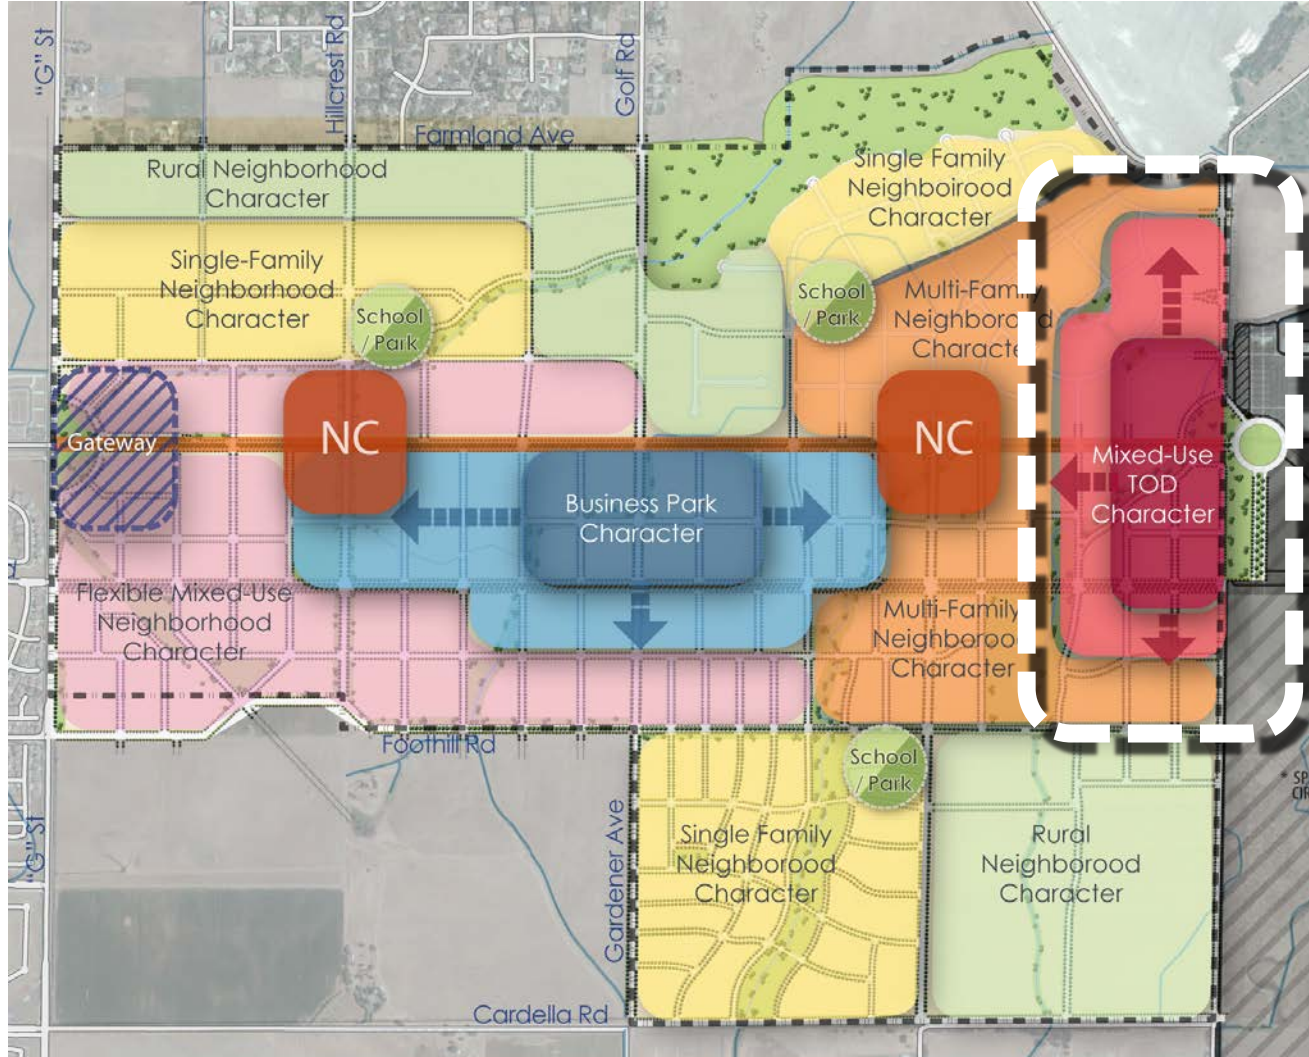 "G" St
Hillcrest Rd
Golf Rd
Farmland Ave
Rural Neighborhood
Character
Single Family
Neighboirood
Character
Single-Family
Neighborhood
Character
School
/ Park
School
/ Park
Multi-Family
Neighborood
Character
Gateway
NC
NC
Mixed-Use
TOD
Character
Business Park
Character
Flexible Mixed-Use
Neighborhood
Character
Multi-Family
Neighborood
Character
Foothill Rd
School
/ Park
* SP
CIR
"G" St
Gardener Ave
Single Family
Neighborood
Character
Rural
Neighborood
Character
Cardella Rd